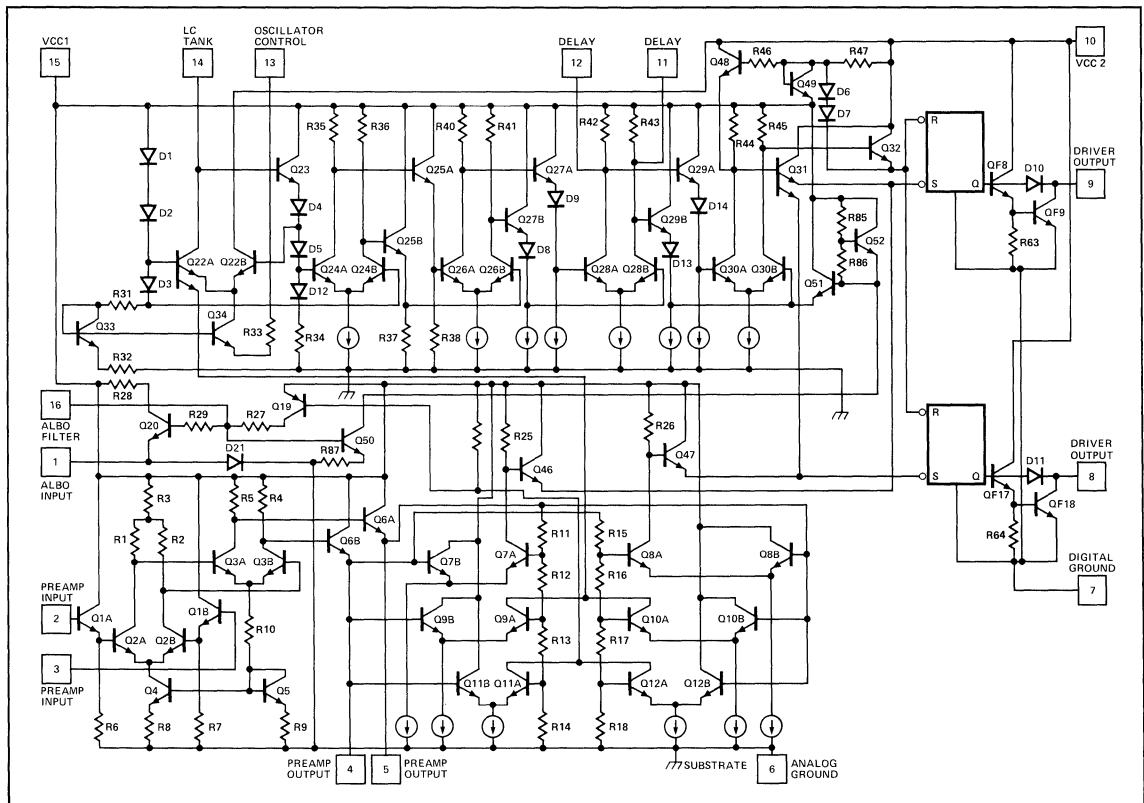 VCC1
15
LC
TANK
14
OSCILLATOR
CONTROL
13
DELAY
12
DELAY
11
10
VCC 2
Q48
R46
Q49
R47
D6
D7
R35
R36
R40
R41
R42
R43
R44
R45
D1
D2
D3
Q23
D4
D5
D12
Q25A
Q25B
Q27A
D9
Q27B
D8
Q29A
D14
Q29B
D13
Q31
Q32
R
S
Q
QF8
D10
QF9
R63
DRIVER
OUTPUT
9
Q22A
Q22B
Q24A
Q24B
Q26A
Q26B
Q28A
Q28B
Q30A
Q30B
R85
R86
Q52
Q51
R31
Q33
Q34
R33
R34
R37
R38
R32
R28
16
ALBO
FILTER
Q20
R29
R27
Q19
Q50
D21
R87
1
ALBO
INPUT
R25
Q46
R26
Q47
R
S
Q
QF17
D11
QF18
R64
DRIVER
OUTPUT
8
R3
R5
R4
Q6A
Q6B
R1
R2
Q3A
Q3B
Q7B
Q7A
R11
R12
R15
R16
Q8A
Q8B
DIGITAL
GROUND
7
PREAMP
INPUT
2
Q1A
Q2A
Q2B
Q1B
R10
Q9B
Q9A
R13
R17
Q10A
Q10B
3
PREAMP
INPUT
Q4
Q5
Q11B
Q11A
Q12A
Q12B
R6
R8
R7
R9
R14
R18
PREAMP
OUTPUT
4
5
PREAMP
OUTPUT
SUBSTRATE
6
ANALOG
GROUND